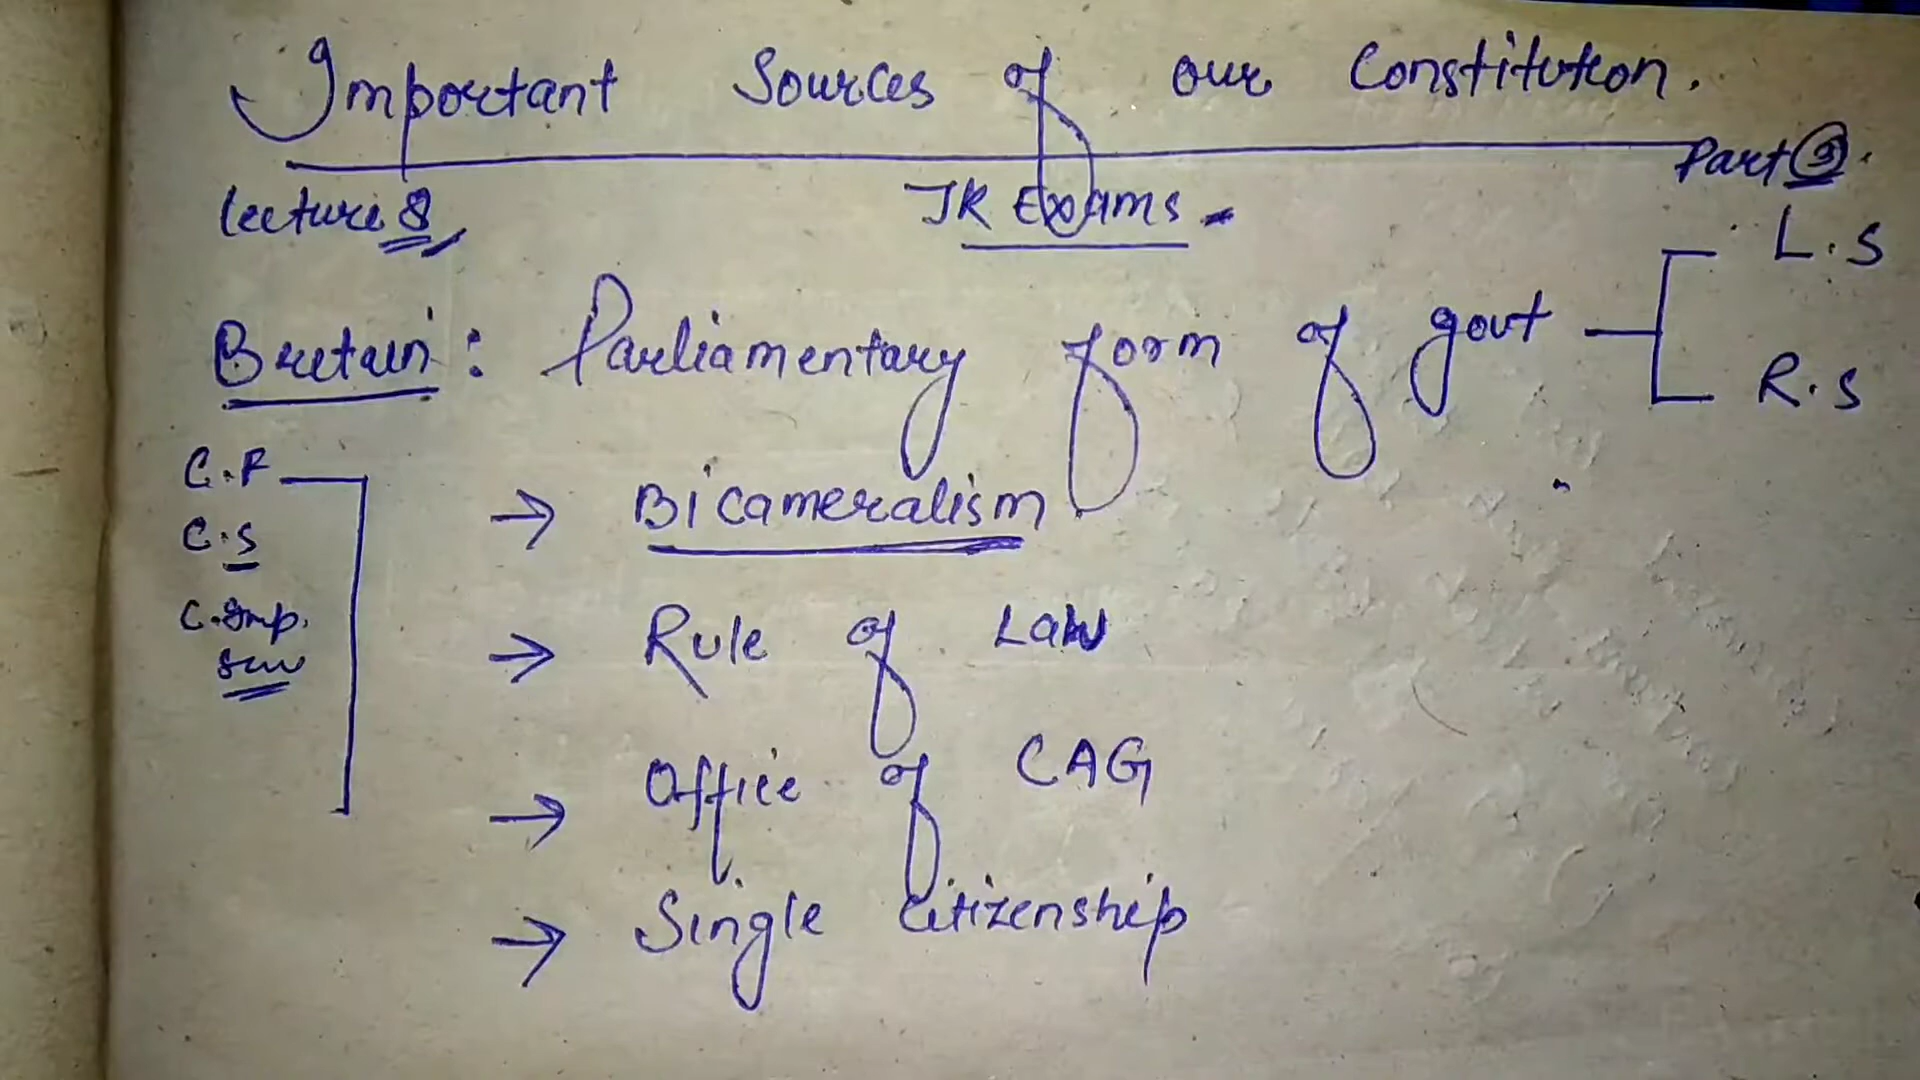 Important Sources of our Constitution.
Part 2.
Lecture 8
JK Exams
Britain : Parliamentary form of govt
L.S
R.S
C.F
C.S
C.Imp.
→ Bicameralism
→ Rule of Law
→ Office of CAG
→ Single Citizenship